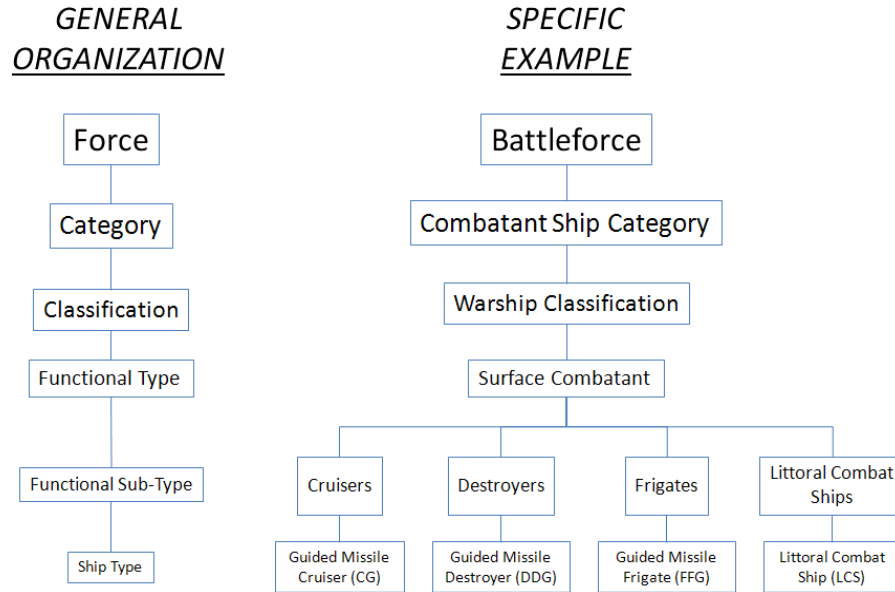 GENERAL
ORGANIZATION
SPECIFIC
EXAMPLE
Force
Category
Classification
Functional Type
Functional Sub-Type
Ship Type
Battleforce
Combatant Ship Category
Warship Classification
Surface Combatant
Cruisers
Destroyers
Frigates
Littoral Combat
Ships
Guided Missile
Cruiser (CG)
Guided Missile
Destroyer (DDG)
Guided Missile
Frigate (FFG)
Littoral Combat
Ship (LCS)